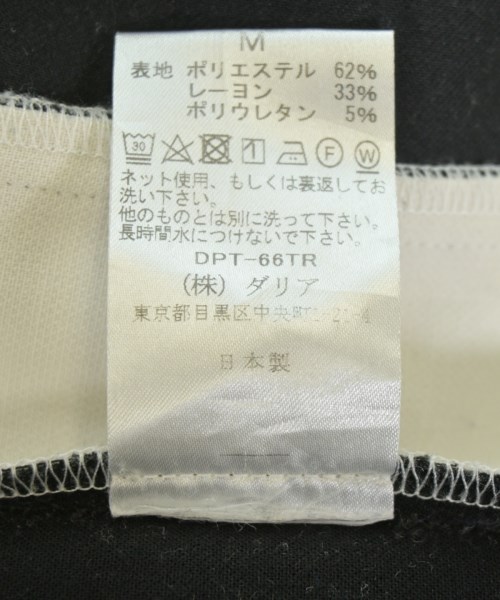 M
表地 ポリエステル 62%
レーヨン 33%
ポリウレタン 5%
30 F W
ネット使用、もしくは裏返してお
洗い下さい。
他のものとは別に洗って下さい。
長時間水につけないで下さい。
DPT-66TR
(株) ダリア
東京都目黒区中央町1-21-4
日本製